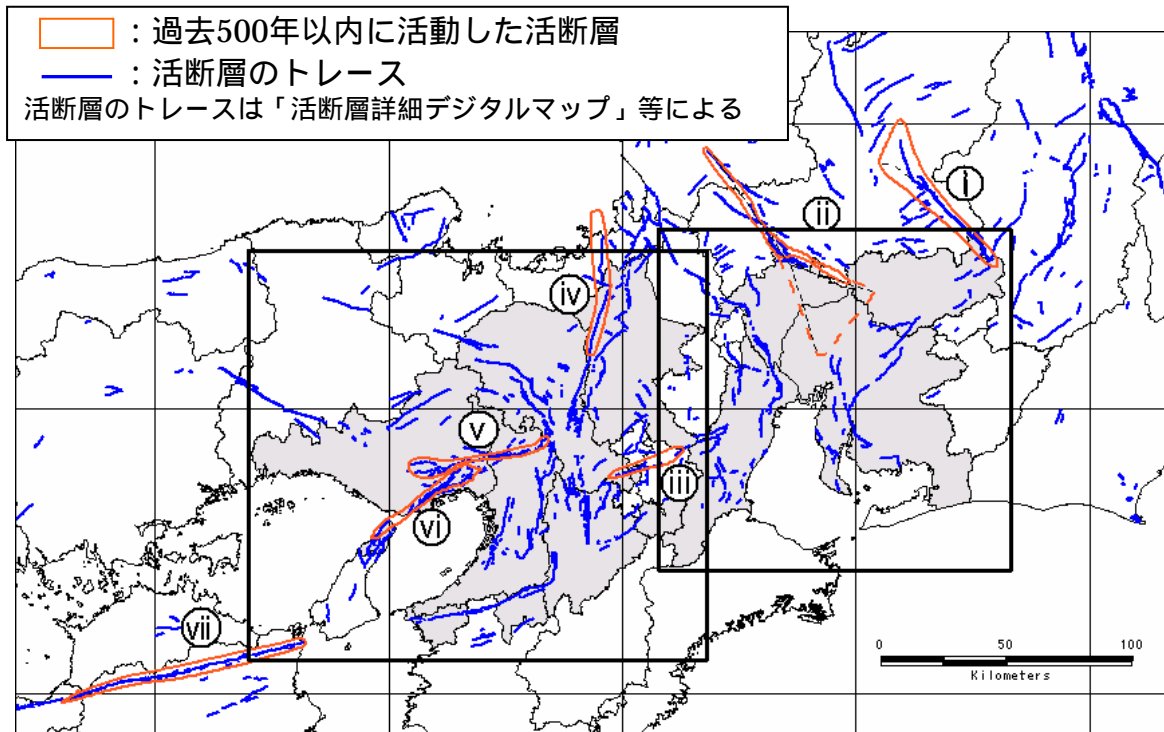 ：過去500年以内に活動した活断層
：活断層のトレース
活断層のトレースは「活断層詳細デジタルマップ」等による
i
ii
iv
v
iii
vi
vii
0 50 100
Kilometers